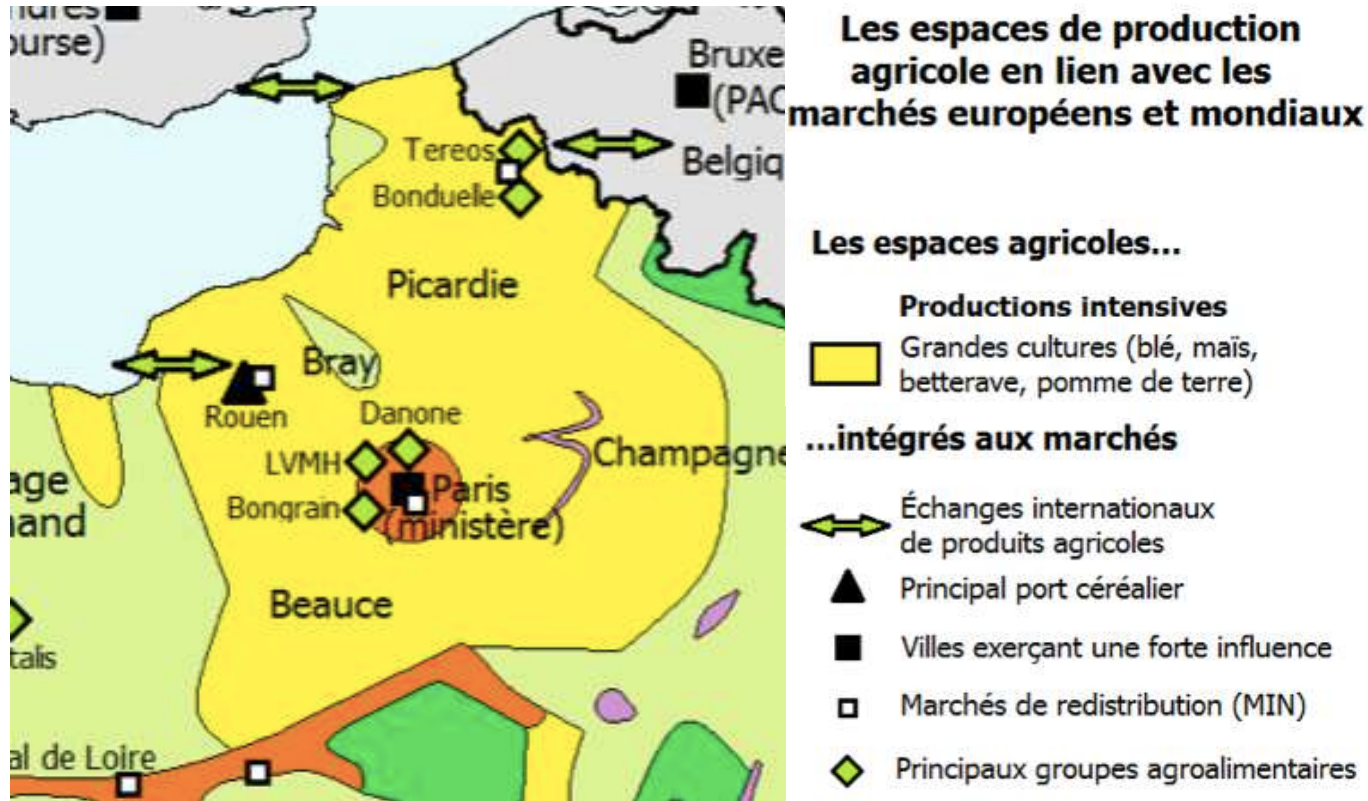 ndres
ourse)
Bruxe
(PAC
Belgiq
Tereos
Bonduelle
Picardie
Bray
Rouen
Danone
LVMH
Champagne
Paris
Bongrain
(ministère)
age
mand
Beauce
talis
al de Loire
Les espaces de production
agricole en lien avec les
marchés européens et mondiaux
Les espaces agricoles...
Productions intensives
Grandes cultures (blé, maïs,
betterave, pomme de terre)
...intégrés aux marchés
Échanges internationaux
de produits agricoles
Principal port céréalier
Villes exerçant une forte influence
Marchés de redistribution (MIN)
Principaux groupes agroalimentaires